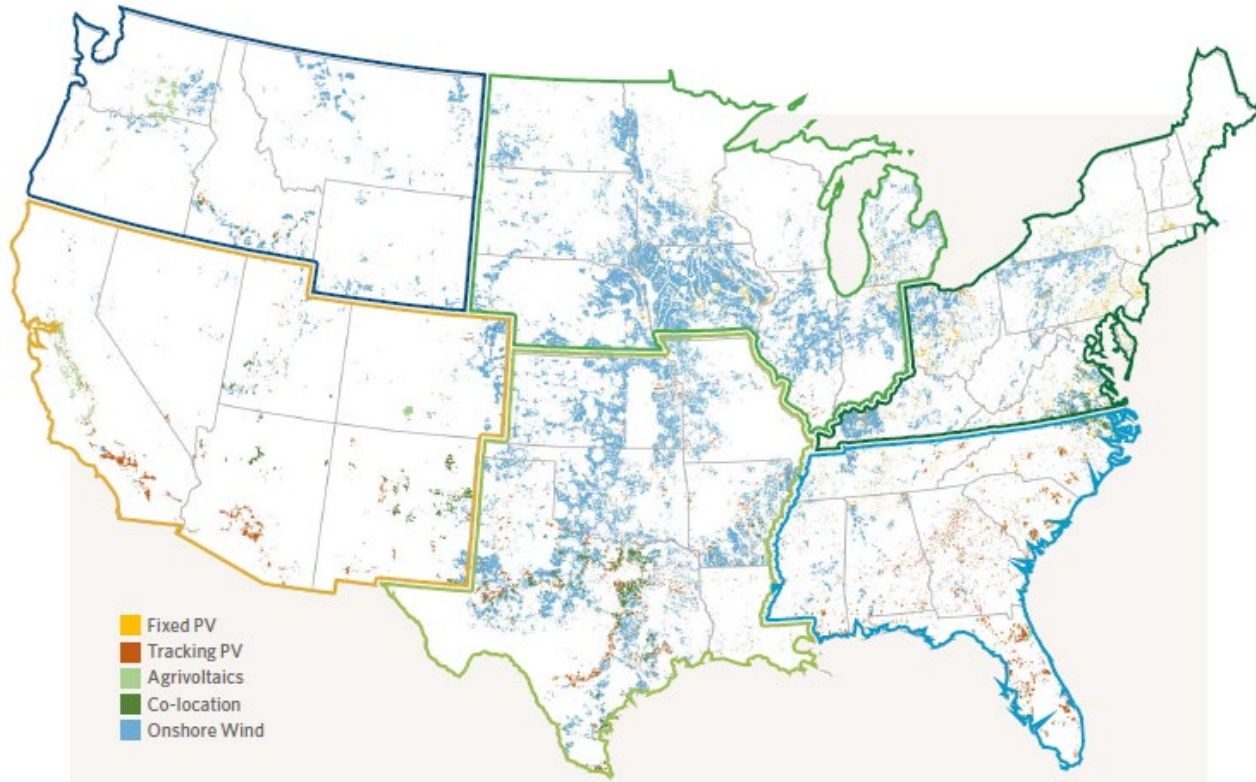 Fixed PV
Tracking PV
Agrivoltaics
Co-location
Onshore Wind